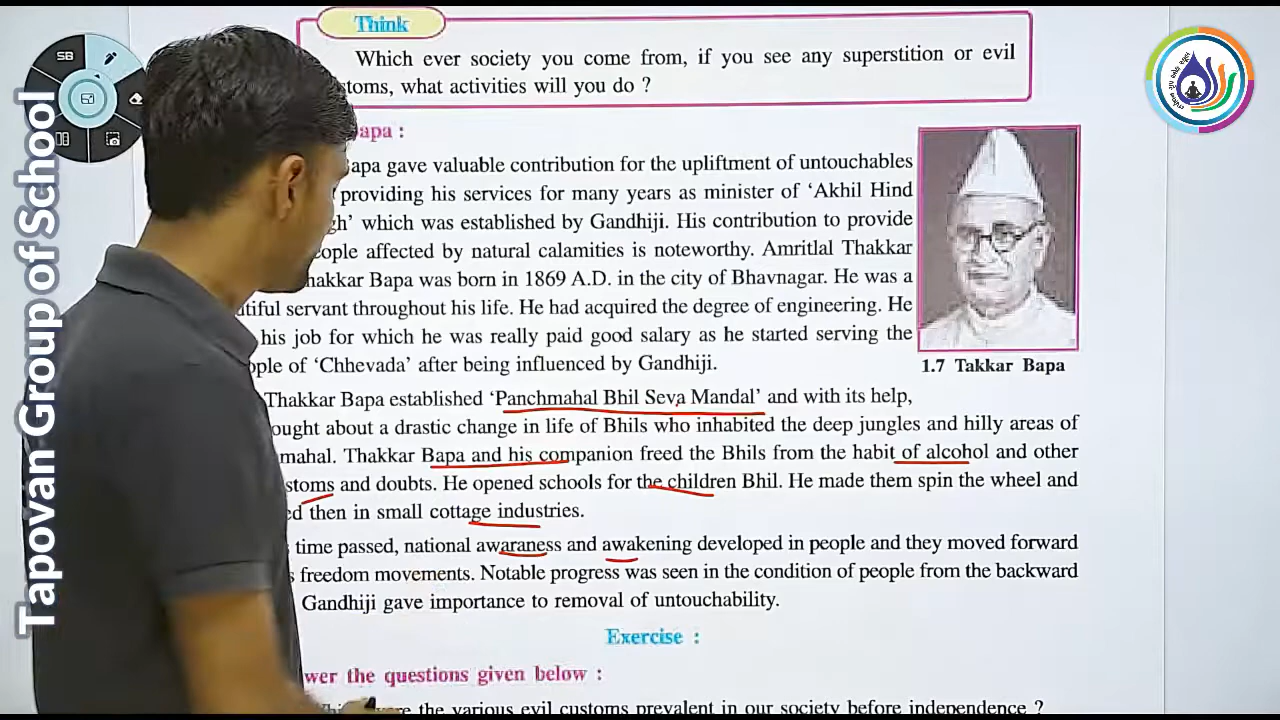 Think
Which ever society you come from, if you see any superstition or evil
toms, what activities will you do ?
apa :
apa gave valuable contribution for the upliftment of untouchables
providing his services for many years as minister of ‘Akhil Hind
gh’ which was established by Gandhiji. His contribution to provide
ople affected by natural calamities is noteworthy. Amritlal Thakkar
hakkar Bapa was born in 1869 A.D. in the city of Bhavnagar. He was a
utiful servant throughout his life. He had acquired the degree of engineering. He
his job for which he was really paid good salary as he started serving the
ople of ‘Chhevada’ after being influenced by Gandhiji.
1.7 Takkar Bapa
Thakkar Bapa established ‘Panchmahal Bhil Seva Mandal’ and with its help,
ought about a drastic change in life of Bhils who inhabited the deep jungles and hilly areas of
mahal. Thakkar Bapa and his companion freed the Bhils from the habit of alcohol and other
stoms and doubts. He opened schools for the children Bhil. He made them spin the wheel and
ed then in small cottage industries.
time passed, national awaraness and awakening developed in people and they moved forward
s freedom movements. Notable progress was seen in the condition of people from the backward
Gandhiji gave importance to removal of untouchability.
Exercise :
wer the questions given below :
the various evil customs prevalent in our society before independence ?
Tapovan Group of School
SB